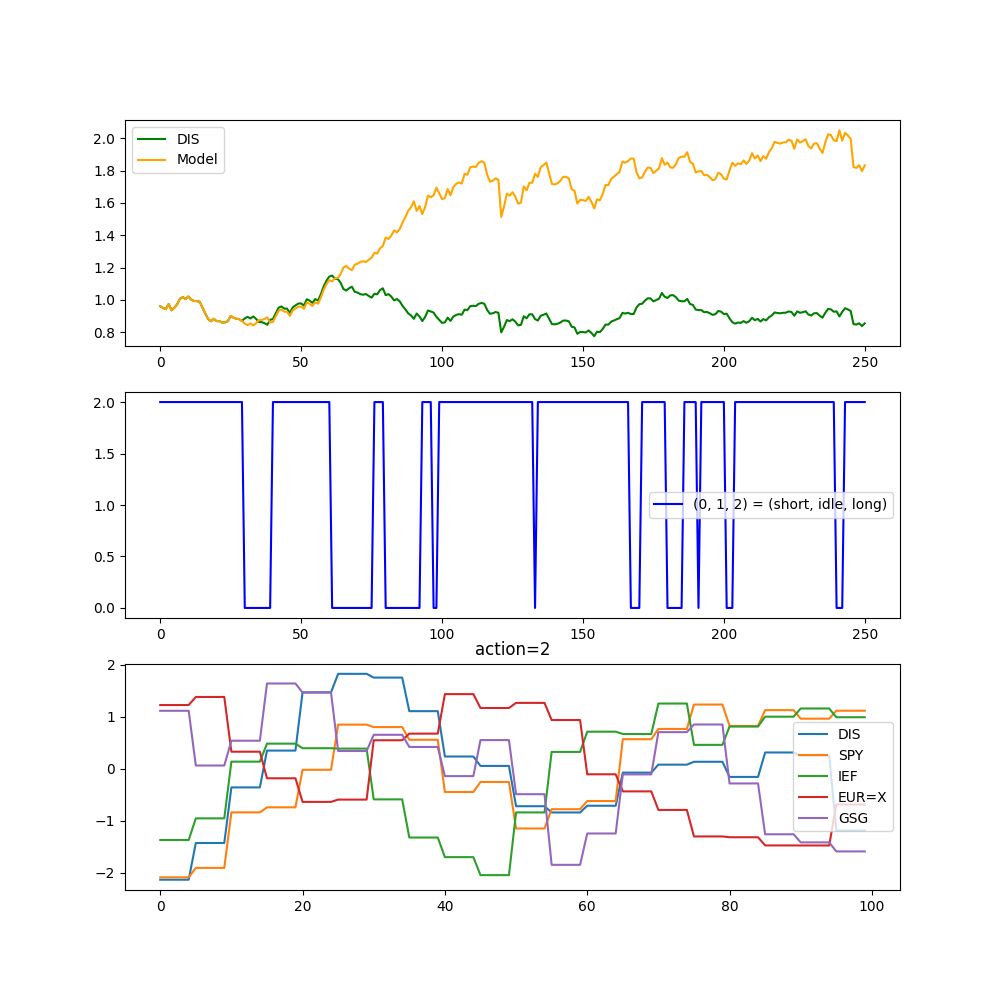 DIS
Model
2.0
1.8
1.6
1.4
1.2
1.0
0.8
0 50 100 150 200 250
2.0
1.5
1.0
0.5
0.0
(0, 1, 2) = (short, idle, long)
0 50 100 150 200 250
action=2
2
1
0
−1
−2
DIS
SPY
IEF
EUR=X
GSG
0 20 40 60 80 100